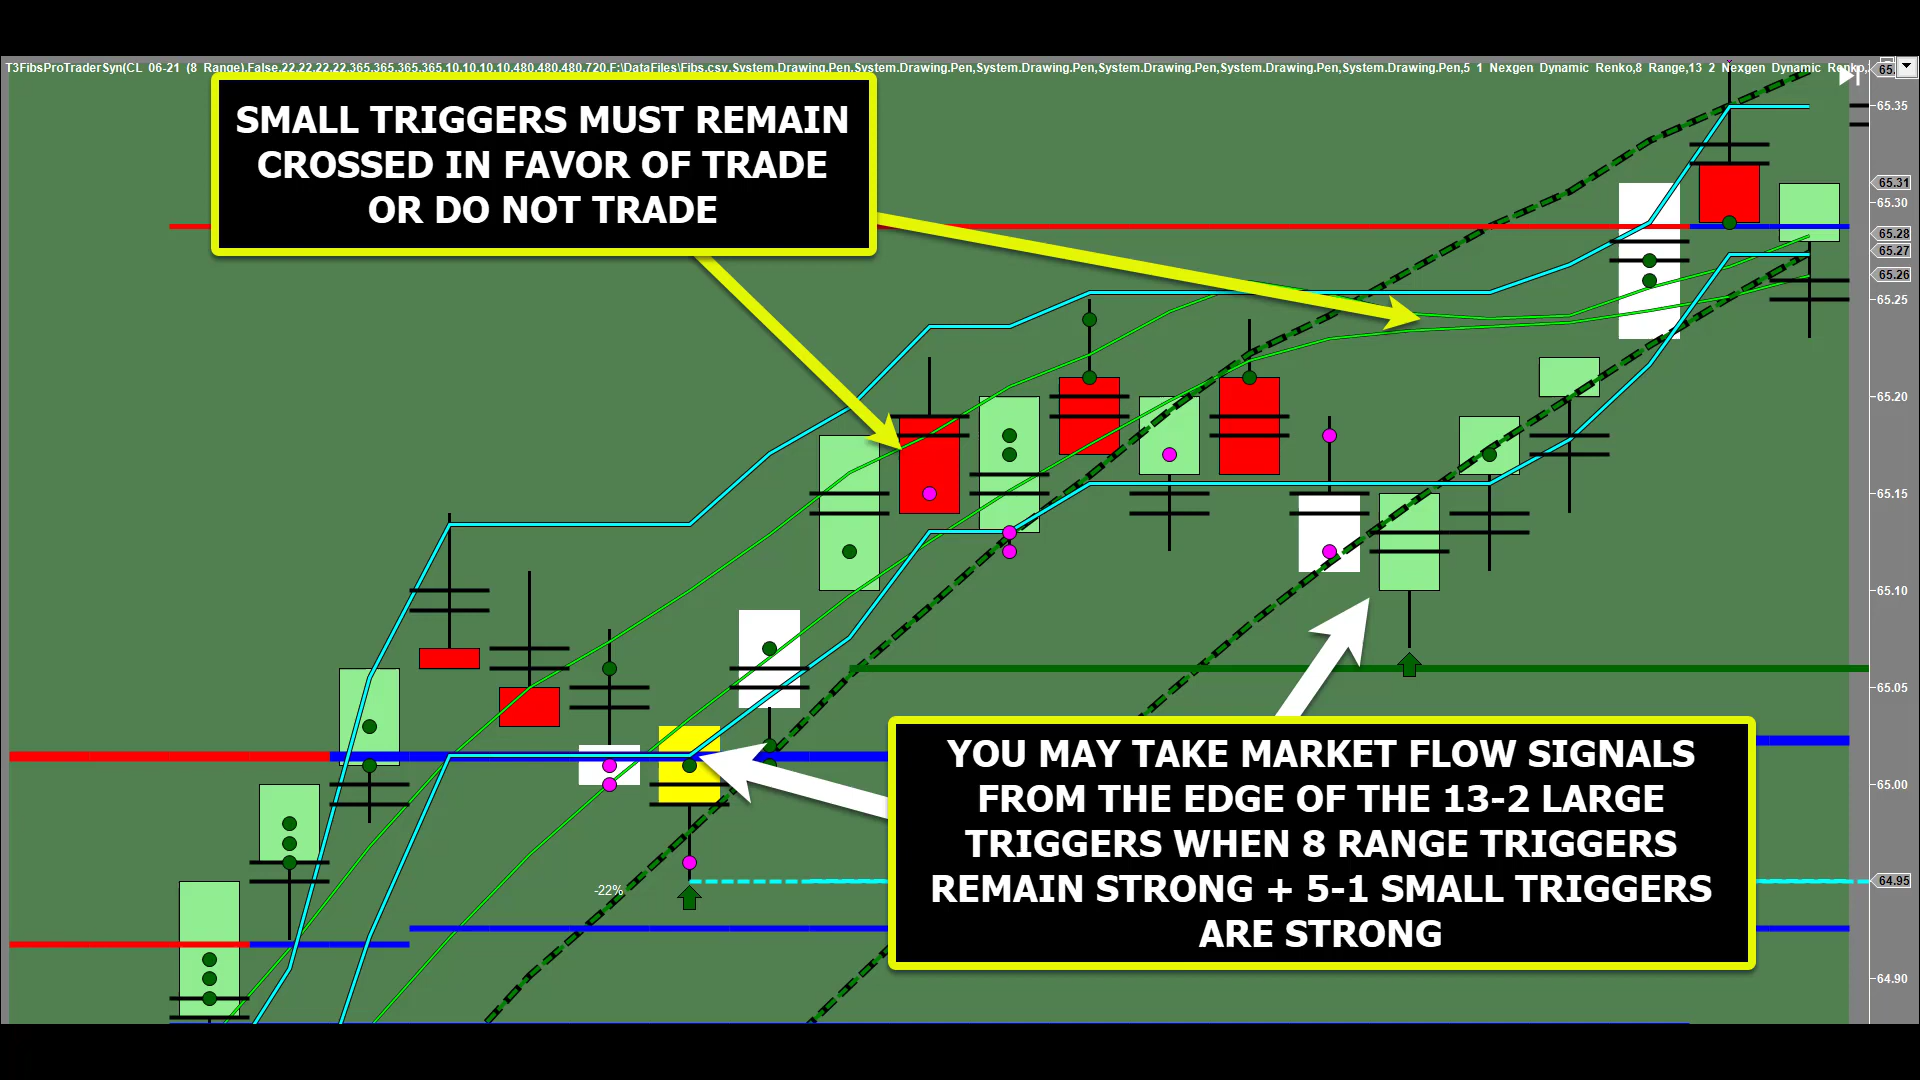 T3FibsProTraderSyn(CL 06-21 (8 Range),False,22,22,22,22,365,365,365,365,10,10,10,10,480,480,480,720,F:\DataFiles\Fibs.csv,System.Drawing.Pen,System.Drawing.Pen,System.Drawing.Pen,System.Drawing.Pen,System.Drawing.Pen,System.Drawing.Pen,5 1 Nexgen Dynamic Renko,8 Range,13 2 Nexgen Dynamic Renko,
SMALL TRIGGERS MUST REMAIN
CROSSED IN FAVOR OF TRADE
OR DO NOT TRADE
65.35
65.31
65.30
65.28
65.27
65.26
65.25
65.20
65.15
65.10
65.05
65.00
64.95
64.90
-22%
YOU MAY TAKE MARKET FLOW SIGNALS
FROM THE EDGE OF THE 13-2 LARGE
TRIGGERS WHEN 8 RANGE TRIGGERS
REMAIN STRONG + 5-1 SMALL TRIGGERS
ARE STRONG